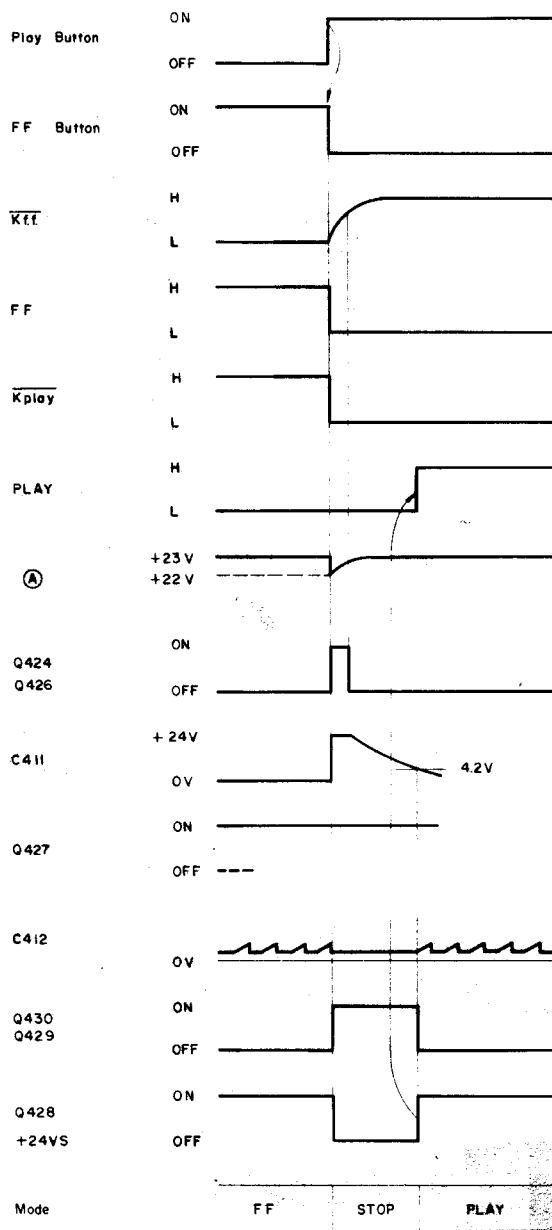 Play Button
ON
OFF
FF Button
ON
OFF
Kff
H
L
FF
H
L
Kplay
H
L
PLAY
H
L
Ⓐ
+23V
+22V
Q424
Q426
ON
OFF
C411
+24V
0V
4.2V
Q427
ON
OFF
C412
0V
Q430
Q429
ON
OFF
Q428
+24VS
ON
OFF
Mode FF STOP PLAY